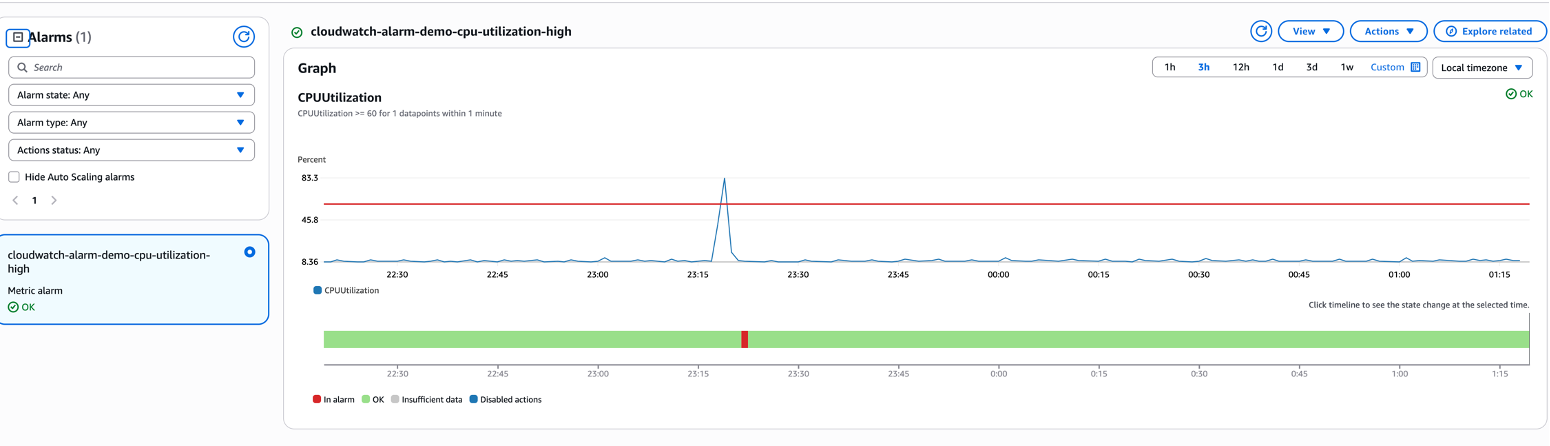 Alarms (1)
Search
Alarm state: Any
Alarm type: Any
Actions status: Any
Hide Auto Scaling alarms
1
cloudwatch-alarm-demo-cpu-utilization-
high
Metric alarm
OK
cloudwatch-alarm-demo-cpu-utilization-high
View
Actions
Explore related
Graph
1h 3h 12h 1d 3d 1w Custom
Local timezone
CPUUtilization
OK
CPUUtilization >= 60 for 1 datapoints within 1 minute
Percent
83.3
45.8
8.36
22:30 22:45 23:00 23:15 23:30 23:45 00:00 00:15 00:30 00:45 01:00 01:15
CPUUtilization
Click timeline to see the state change at the selected time.
22:30 22:45 23:00 23:15 23:30 23:45 0:00 0:15 0:30 0:45 1:00 1:15
In alarm OK Insufficient data Disabled actions